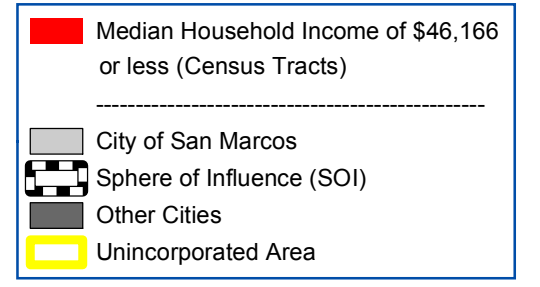 Median Household Income of $46,166
or less (Census Tracts)
-------------------------------------------------
City of San Marcos
Sphere of Influence (SOI)
Other Cities
Unincorporated Area